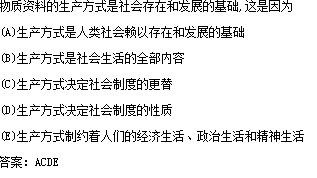 物质资料的生产方式是社会存在和发展的基础,这是因为
(A)生产方式是人类社会赖以存在和发展的基础
(B)生产方式是社会生活的全部内容
(C)生产方式决定社会制度的更替
(D)生产方式决定社会制度的性质
(E)生产方式制约着人们的经济生活、政治生活和精神生活
答案: ACDE